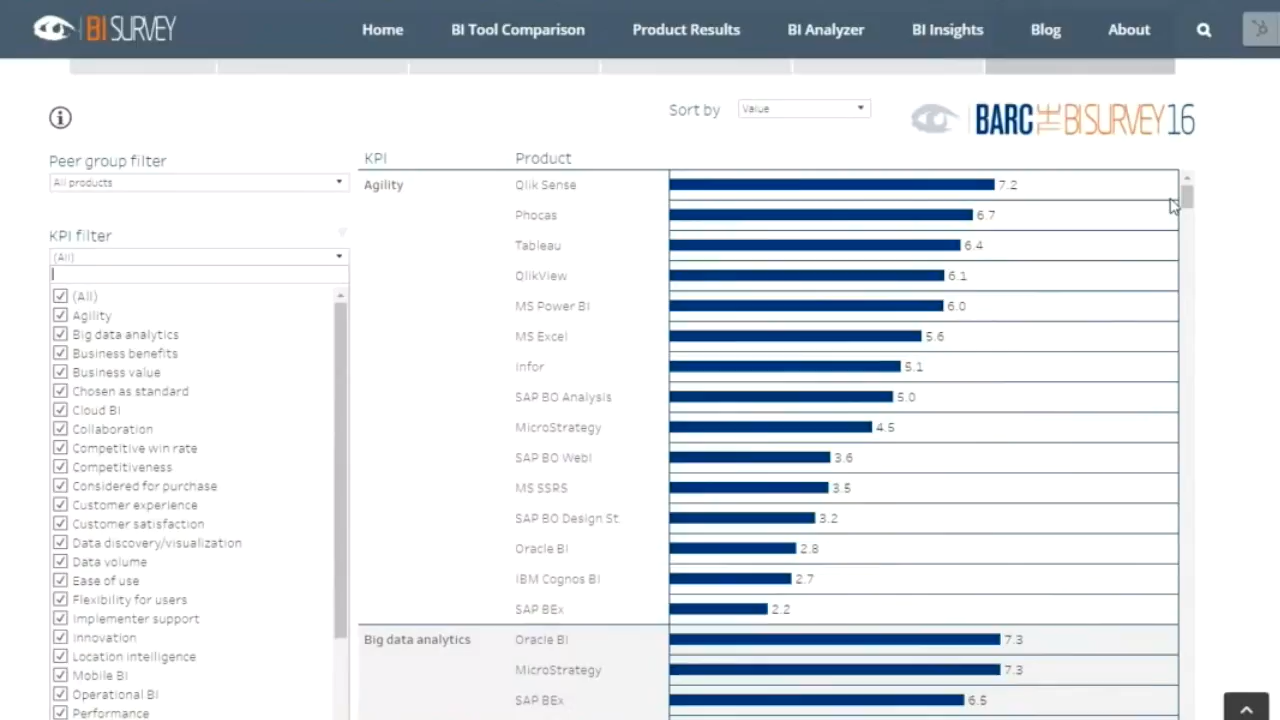 BI SURVEY
Home
BI Tool Comparison
Product Results
BI Analyzer
BI Insights
Blog
About
Sort by
Value
BARC THE BI SURVEY 16
Peer group filter
All products
KPI filter
(All)
(All)
Agility
Big data analytics
Business benefits
Business value
Chosen as standard
Cloud BI
Collaboration
Competitive win rate
Competitiveness
Considered for purchase
Customer experience
Customer satisfaction
Data discovery/visualization
Data volume
Ease of use
Flexibility for users
Implementer support
Innovation
Location intelligence
Mobile BI
Operational BI
Performance
KPI Product
Agility Qlik Sense 7.2
Phocas 6.7
Tableau 6.4
QlikView 6.1
MS Power BI 6.0
MS Excel 5.6
Infor 5.1
SAP BO Analysis 5.0
MicroStrategy 4.5
SAP BO WebI 3.6
MS SSRS 3.5
SAP BO Design St. 3.2
Oracle BI 2.8
IBM Cognos BI 2.7
SAP BEx 2.2
Big data analytics Oracle BI 7.3
MicroStrategy 7.3
SAP BEx 6.5